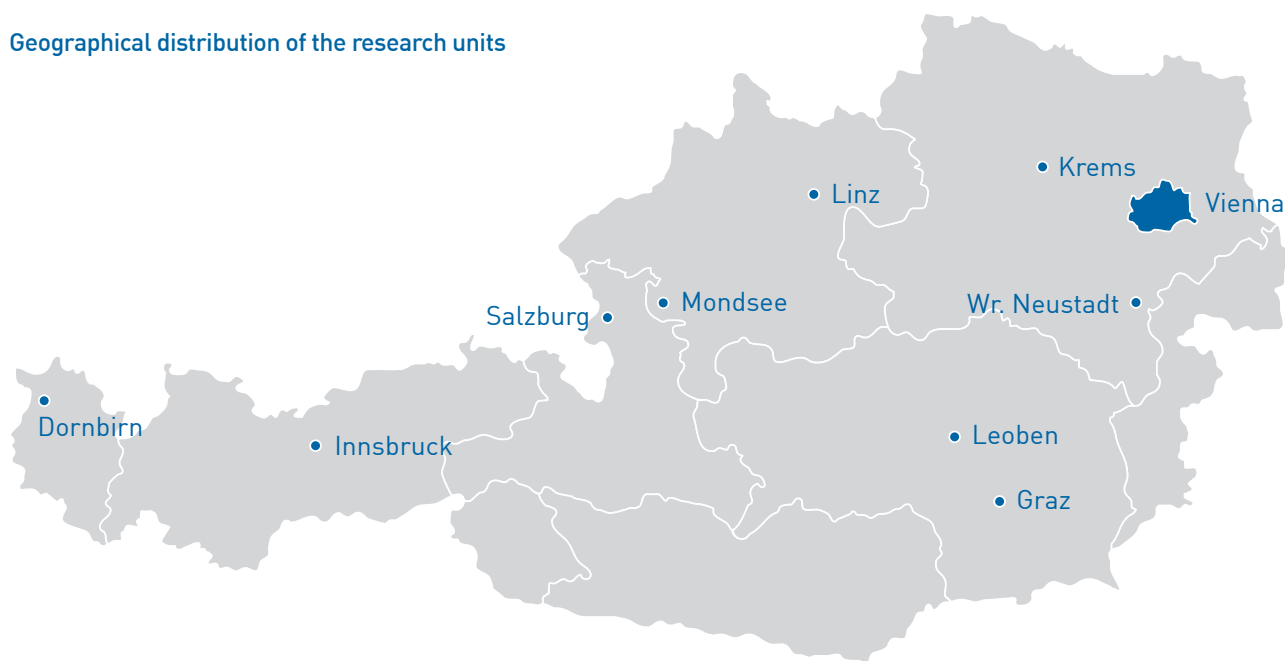 Geographical distribution of the research units
Krems
Linz
Vienna
Mondsee
Wr. Neustadt
Salzburg
Dornbirn
Innsbruck
Leoben
Graz